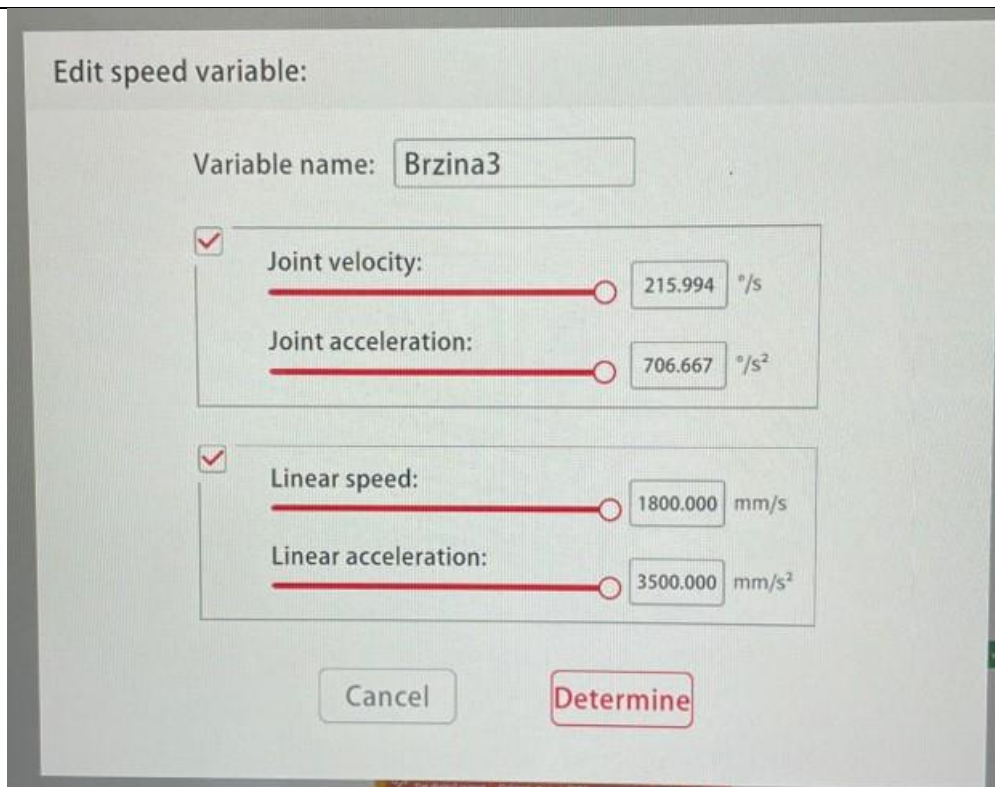 Edit speed variable:
Variable name: Brzina3
Joint velocity:
215.994 °/s
Joint acceleration:
706.667 °/s²
Linear speed:
1800.000 mm/s
Linear acceleration:
3500.000 mm/s²
Cancel Determine